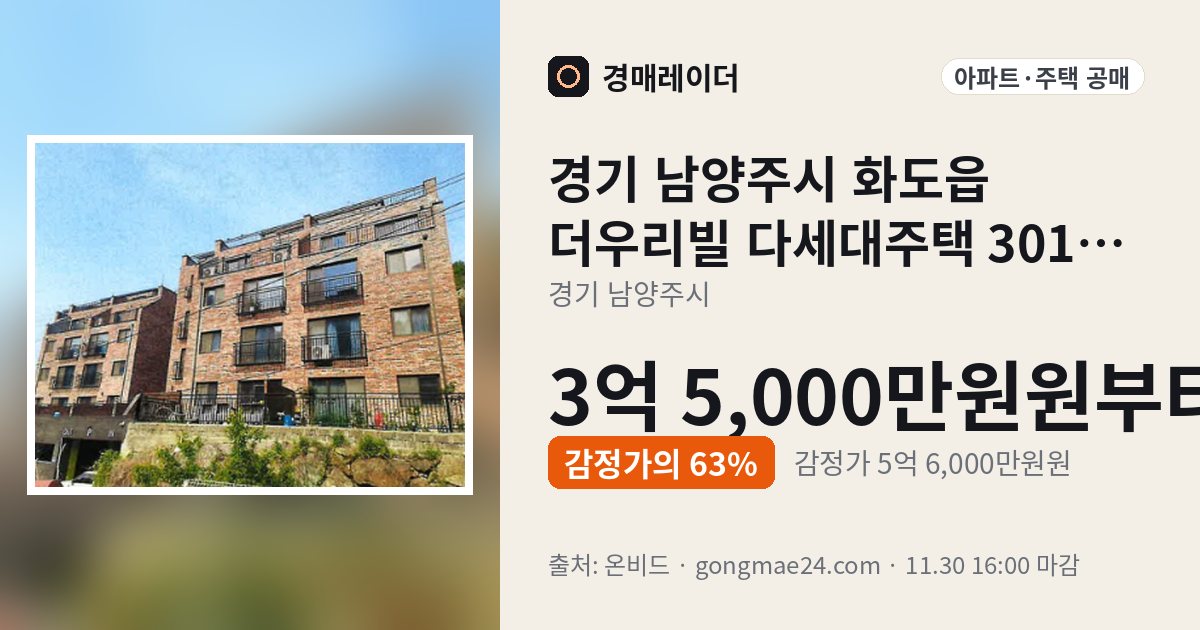 경매레이더
아파트·주택 공매
경기 남양주시 화도읍
더우리빌 다세대주택 301…
경기 남양주시
3억 5,000만원원부터
감정가의 63%
감정가 5억 6,000만원원
출처: 온비드 · gongmae24.com · 11.30 16:00 마감